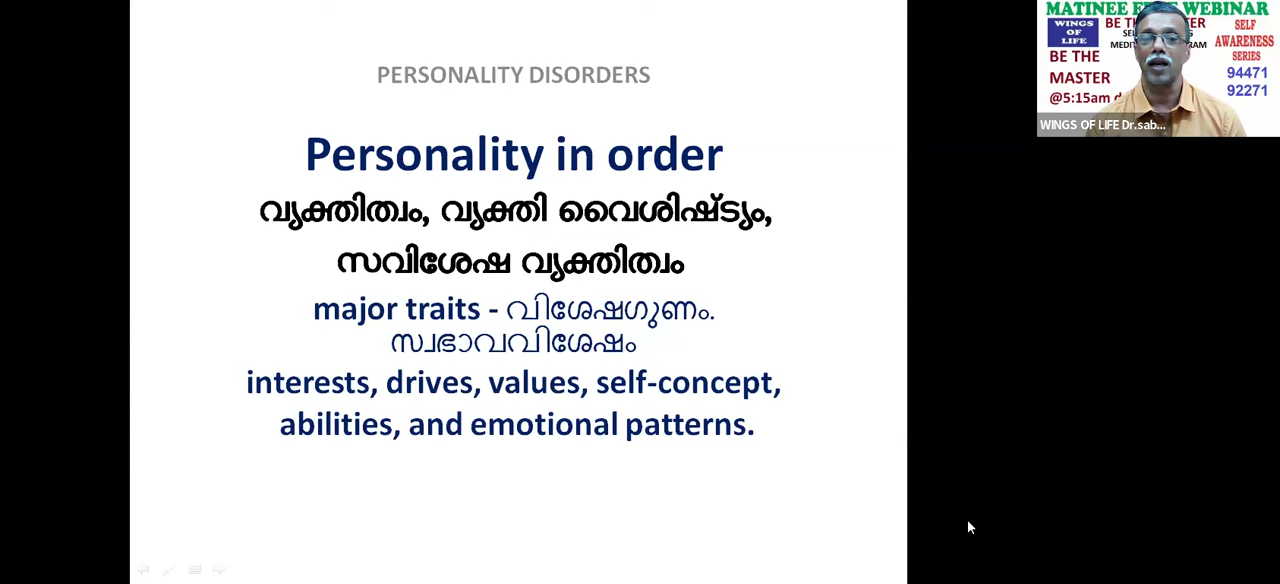 PERSONALITY DISORDERS
Personality in order
വ്യക്തിത്വം, വ്യക്തി വൈശിഷ്ട്യം,
സവിശേഷ വ്യക്തിത്വം
major traits - വിശേഷഗുണം.
സ്വഭാവവിശേഷം
interests, drives, values, self-concept,
abilities, and emotional patterns.
MATINEE WEBINAR
WINGS OF LIFE
BE THE
MASTER
@5:15am
SELF
AWARENESS
SERIES
94471
92271
WINGS OF LIFE Dr.sab...